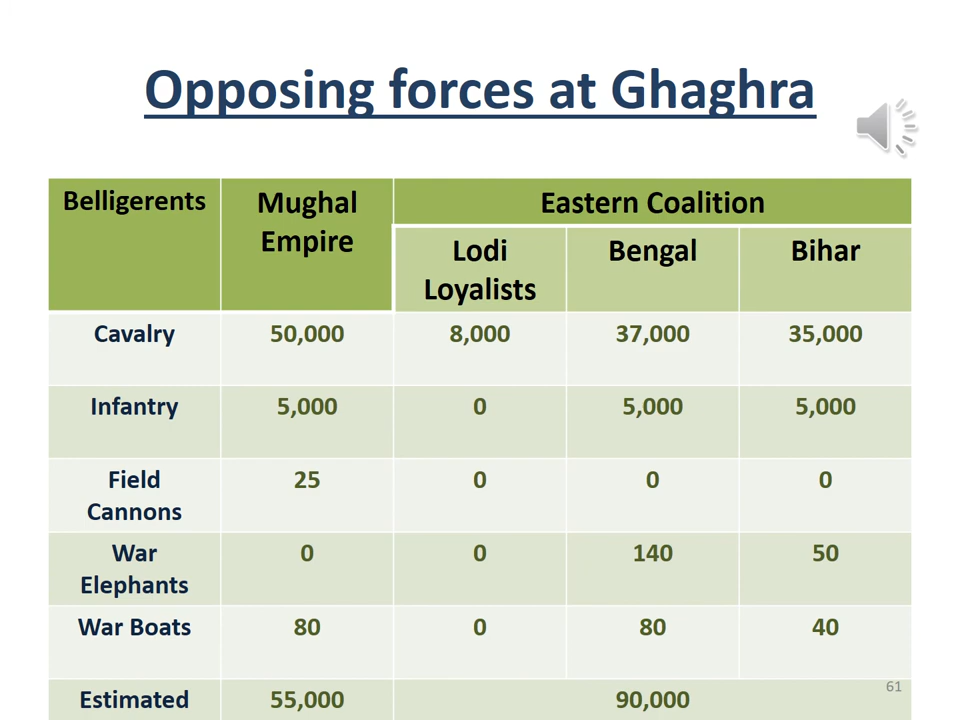 Opposing forces at Ghaghra
Belligerents
Mughal
Empire
Eastern Coalition
Lodi
Loyalists
Bengal
Bihar
Cavalry
50,000
8,000
37,000
35,000
Infantry
5,000
0
5,000
5,000
Field
Cannons
25
0
0
0
War
Elephants
0
0
140
50
War Boats
80
0
80
40
Estimated
55,000
90,000
61